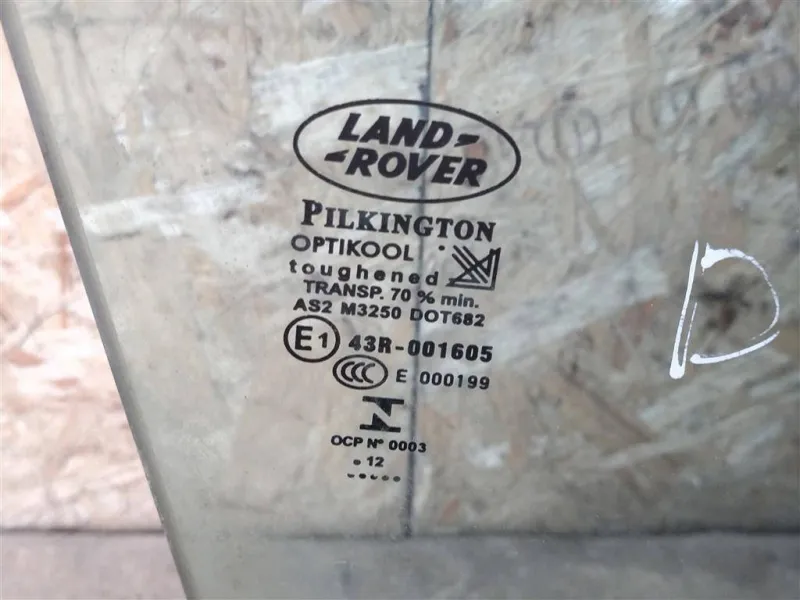 LAND-
-ROVER
PILKINGTON
OPTIKOOL
toughened
TRANSP. 70 % min.
AS2 M3250 DOT682
E1 43R-001605
CCC E 000199
OCP Nº 0003
. 12
.....
D